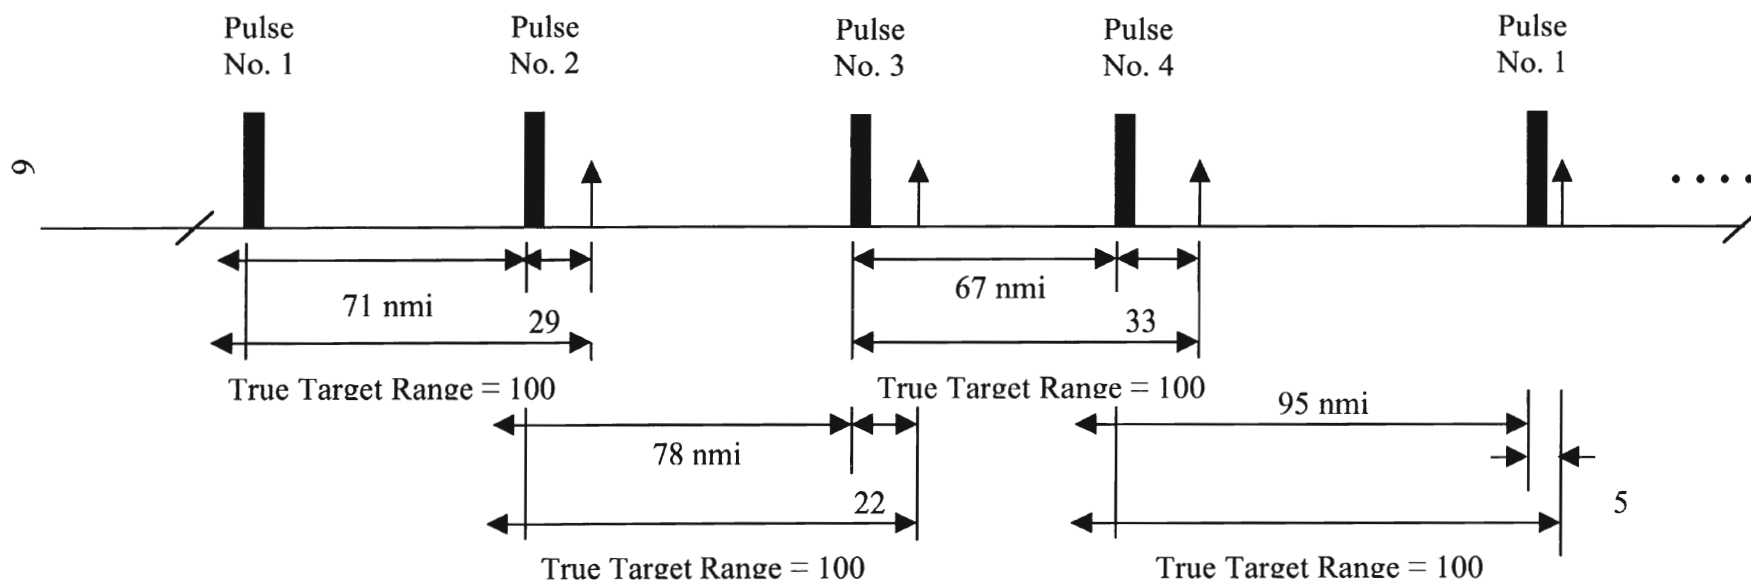 Pulse
No. 1
Pulse
No. 2
Pulse
No. 3
Pulse
No. 4
Pulse
No. 1
9
71 nmi
29
67 nmi
33
True Target Range = 100
True Target Range = 100
78 nmi
22
95 nmi
5
True Target Range = 100
True Target Range = 100